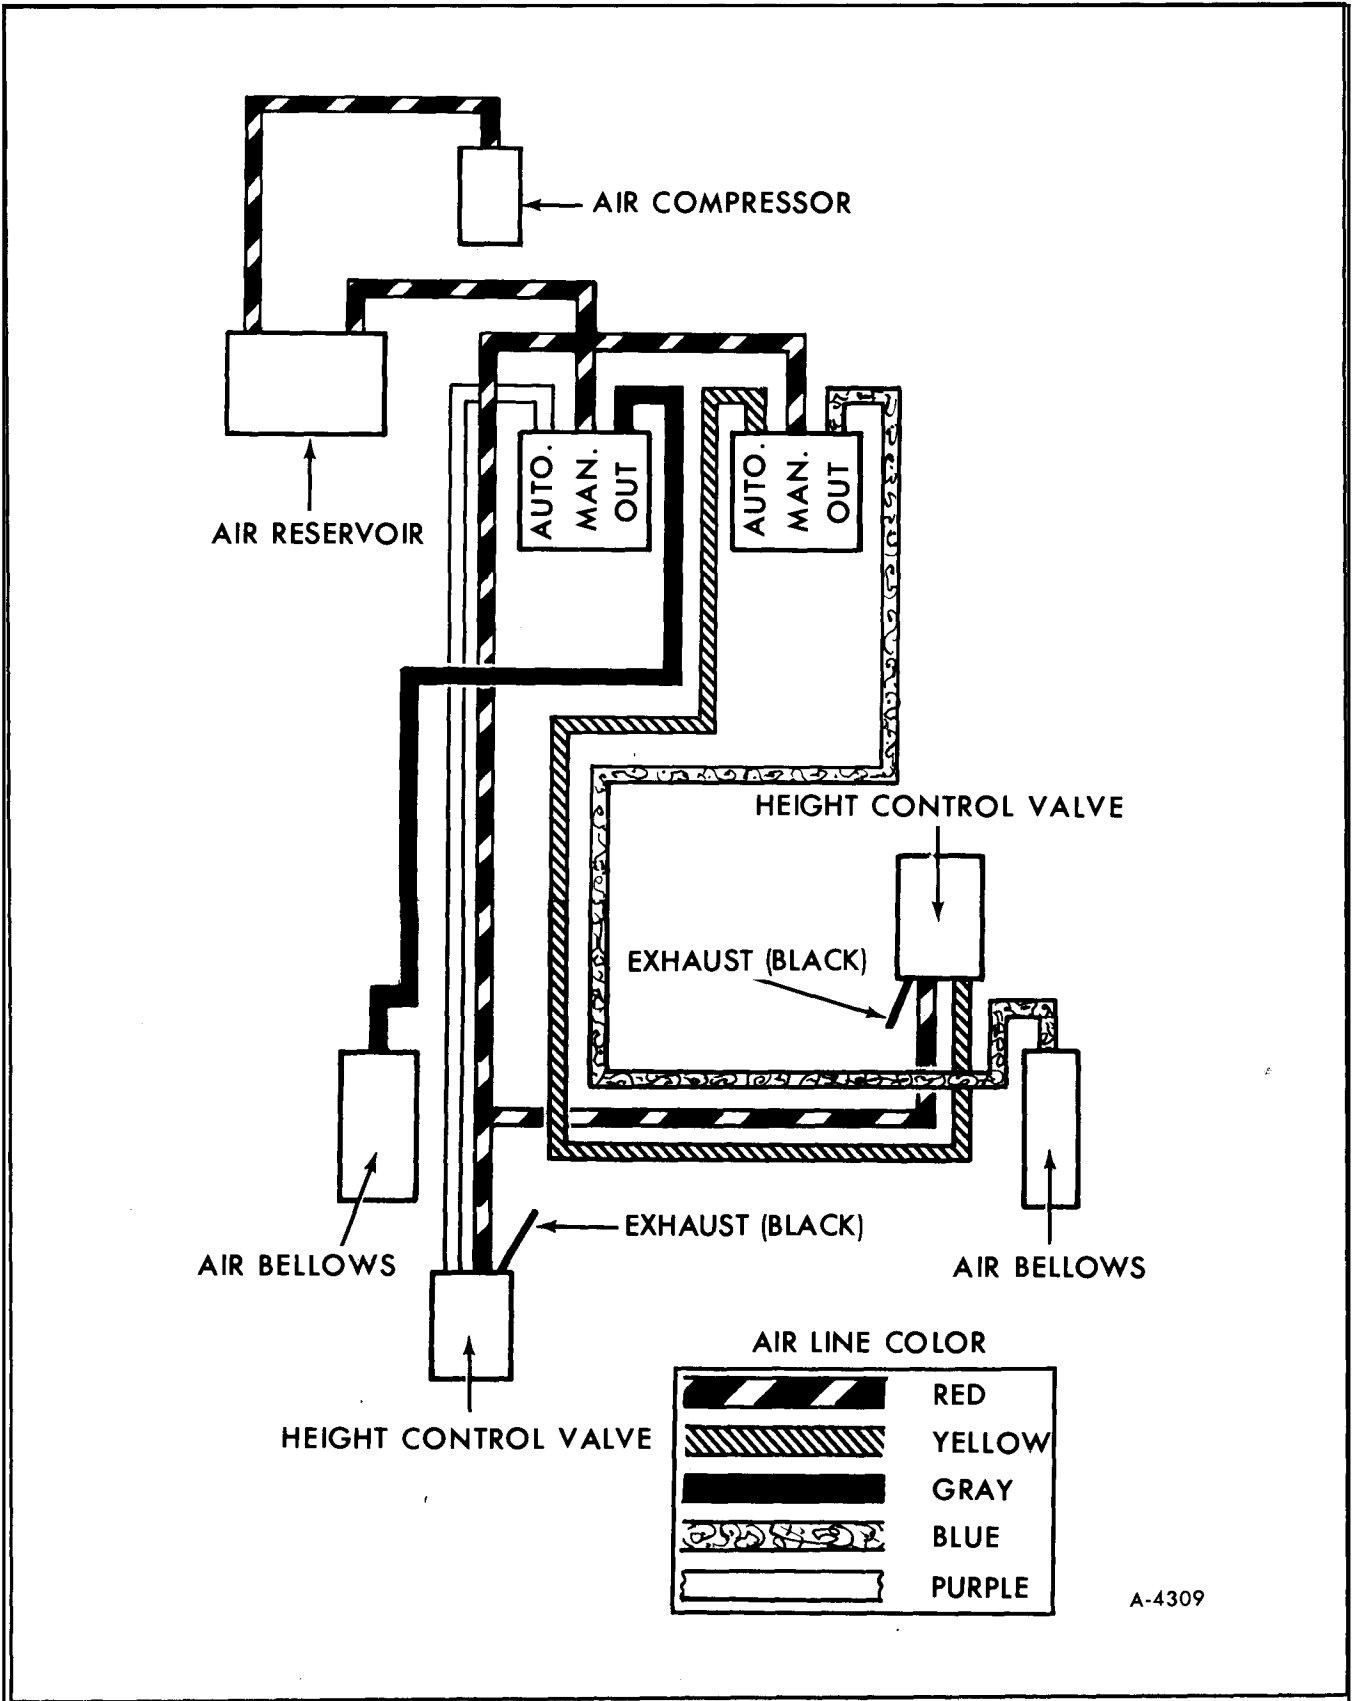 AIR COMPRESSOR
AUTO.
MAN.
OUT
AUTO.
MAN.
OUT
AIR RESERVOIR
HEIGHT CONTROL VALVE
EXHAUST (BLACK)
EXHAUST (BLACK)
AIR BELLOWS
AIR BELLOWS
HEIGHT CONTROL VALVE
AIR LINE COLOR
RED
YELLOW
GRAY
BLUE
PURPLE
A-4309